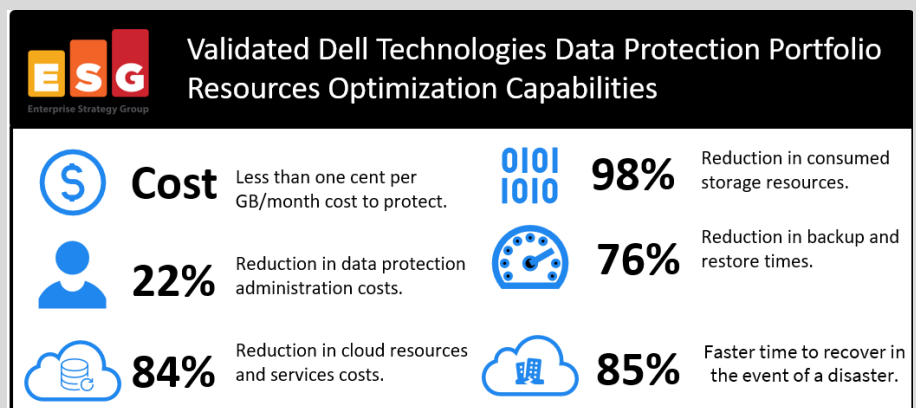 ESG
Enterprise Strategy Group
Validated Dell Technologies Data Protection Portfolio
Resources Optimization Capabilities
$
Cost
Less than one cent per
GB/month cost to protect.
0101
1010
98%
Reduction in consumed
storage resources.
22%
Reduction in data protection
administration costs.
76%
Reduction in backup and
restore times.
84%
Reduction in cloud resources
and services costs.
85%
Faster time to recover in
the event of a disaster.